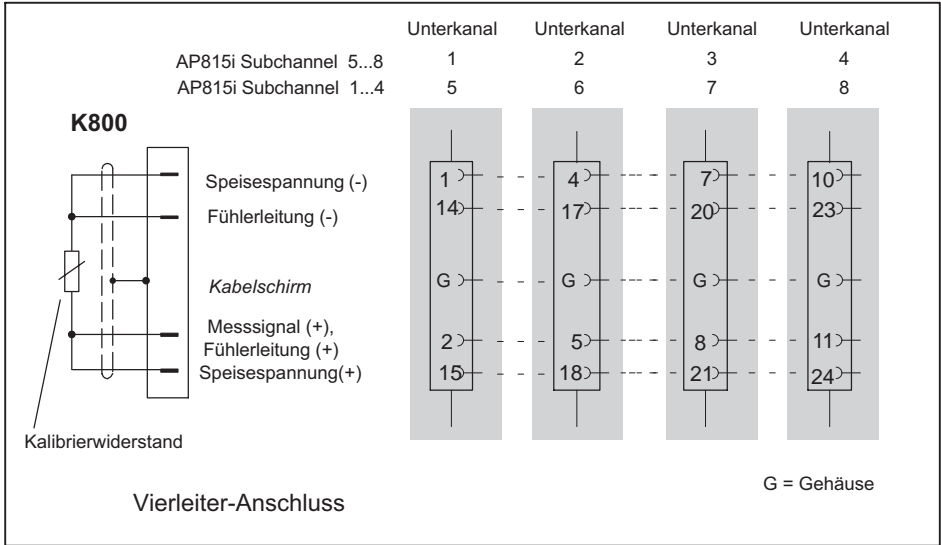 Unterkanal Unterkanal Unterkanal Unterkanal
AP815i Subchannel 5...8 1 2 3 4
AP815i Subchannel 1...4 5 6 7 8
K800
Speisespannung (-) 1 4 7 10
Fühlerleitung (-) 14 17 20 23
Kabelschirm G G G G
Messsignal (+),
Fühlerleitung (+) 2 5 8 11
Speisespannung(+) 15 18 21 24
Kalibrierwiderstand
G = Gehäuse
Vierleiter-Anschluss